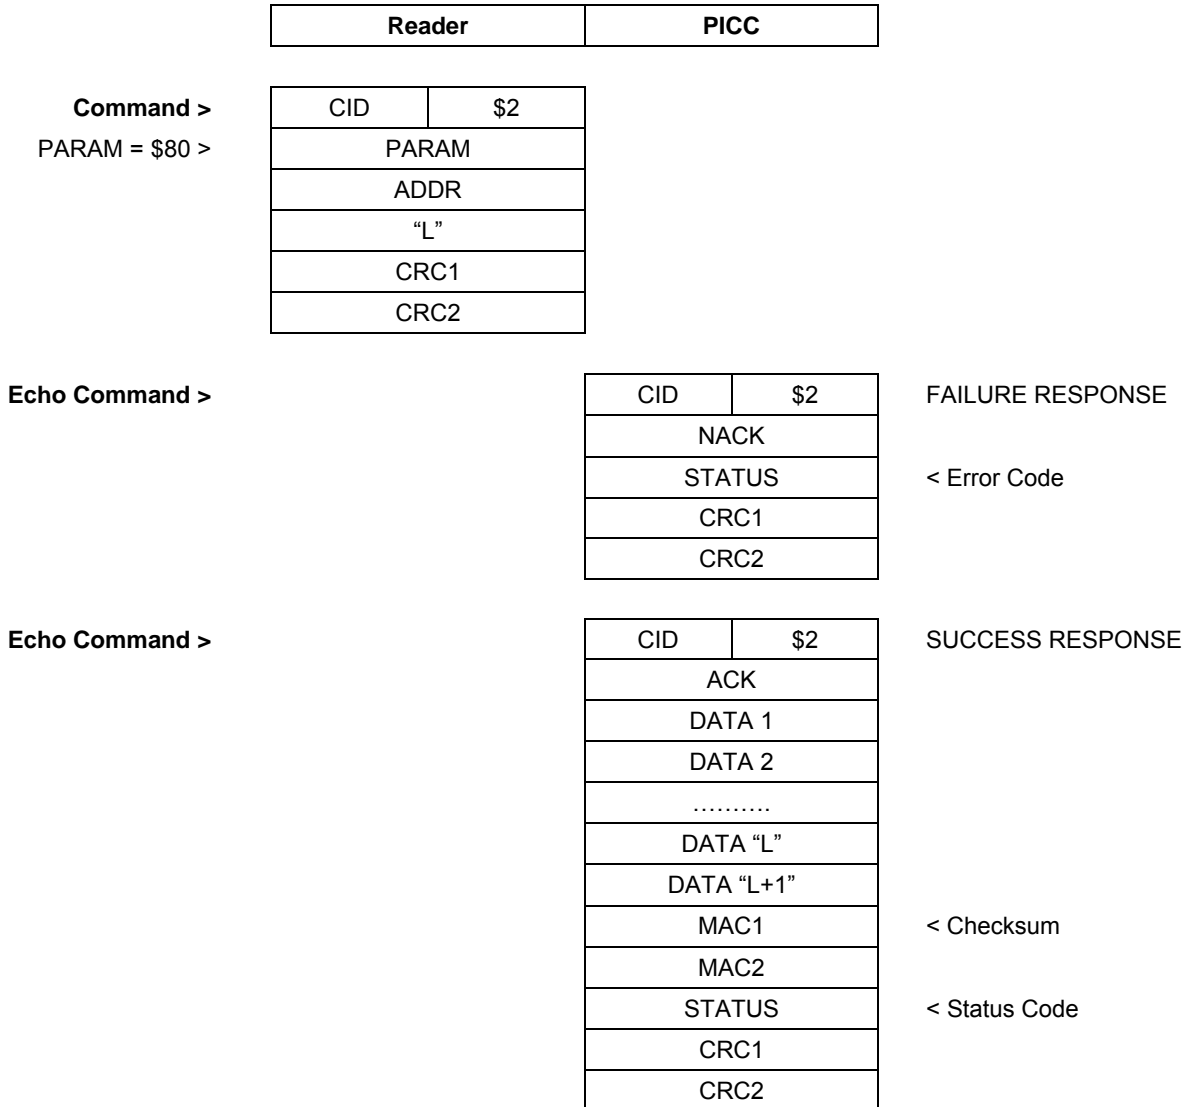 Reader PICC
Command > CID $2
PARAM = $80 > PARAM
ADDR
“L”
CRC1
CRC2
Echo Command > CID $2 FAILURE RESPONSE
NACK
STATUS < Error Code
CRC1
CRC2
Echo Command > CID $2 SUCCESS RESPONSE
ACK
DATA 1
DATA 2
……….
DATA “L”
DATA “L+1”
MAC1 < Checksum
MAC2
STATUS < Status Code
CRC1
CRC2